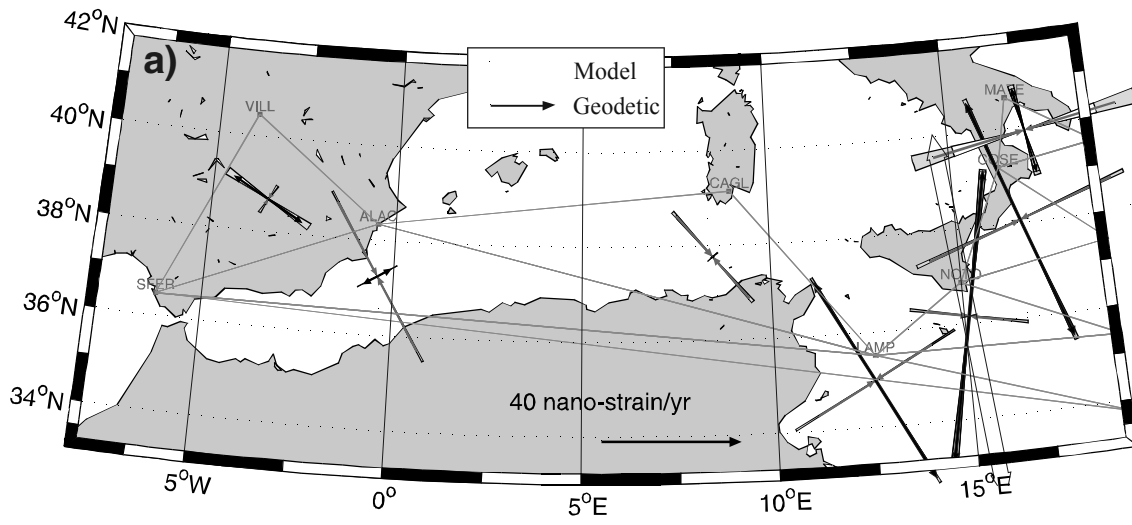 42°N
a)
Model
Geodetic
40°N
VILL
MATE
COSE
38°N
ALAC
CAGL
36°N
SFER
NOTO
LAMP
34°N
40 nano-strain/yr
5°W
0°
5°E
10°E
15°E